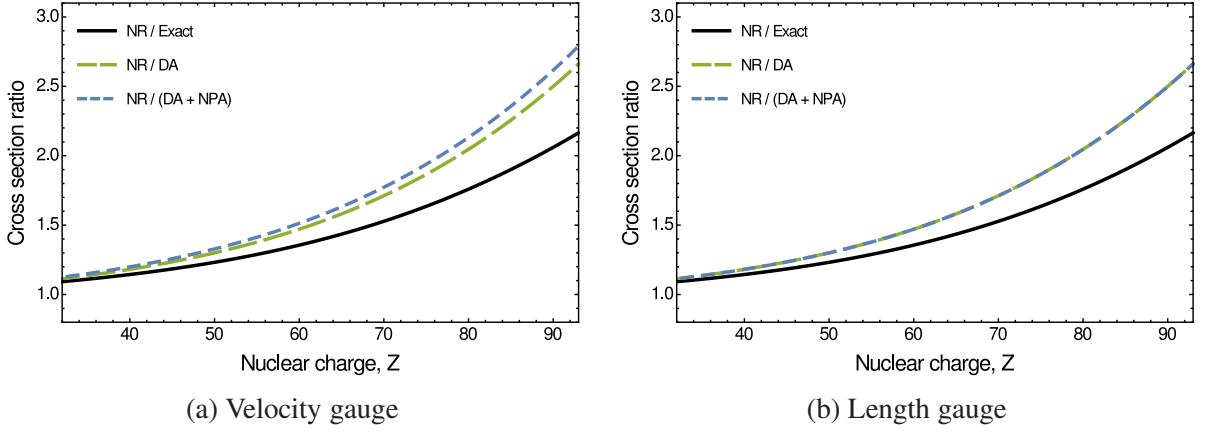 3.0
2.5
2.0
1.5
1.0
Cross section ratio
NR / Exact
NR / DA
NR / (DA + NPA)
40 50 60 70 80 90
Nuclear charge, Z
(a) Velocity gauge
3.0
2.5
2.0
1.5
1.0
Cross section ratio
NR / Exact
NR / DA
NR / (DA + NPA)
40 50 60 70 80 90
Nuclear charge, Z
(b) Length gauge